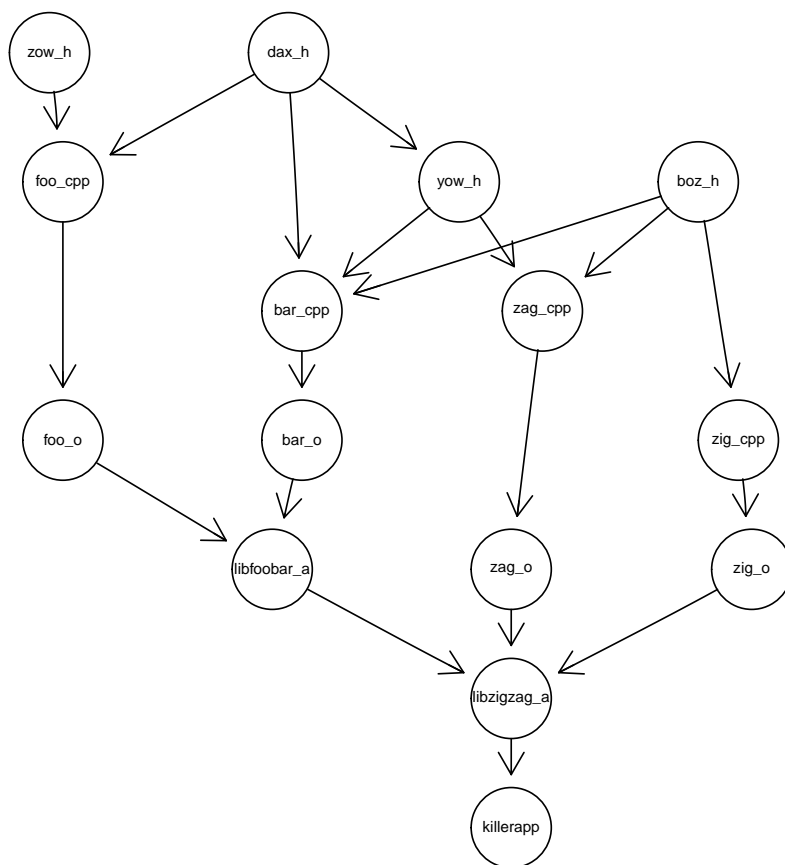 zow_h
dax_h
foo_cpp
yow_h
boz_h
bar_cpp
zag_cpp
foo_o
bar_o
zig_cpp
libfoobar_a
zag_o
zig_o
libzigzag_a
killerapp